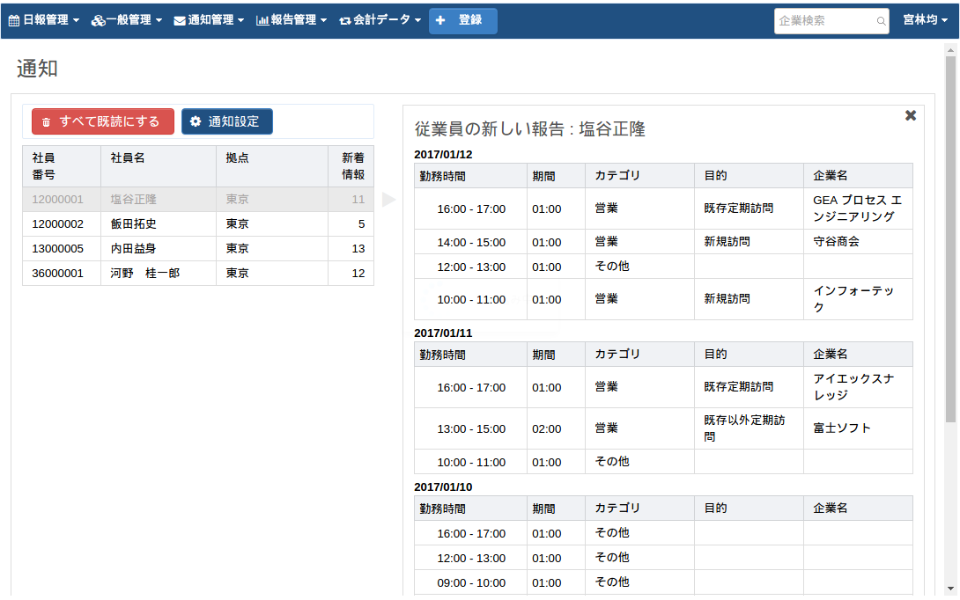 日報管理 一般管理 通知管理 報告管理 会計データ + 登録 企業検索 宮林均
通知
すべて既読にする 通知設定
社員番号 社員名 拠点 新着情報
12000001 塩谷正隆 東京 11
12000002 飯田拓史 東京 5
13000005 内田益身 東京 13
36000001 河野 桂一郎 東京 12
従業員の新しい報告 : 塩谷正隆
2017/01/12
勤務時間 期間 カテゴリ 目的 企業名
16:00 - 17:00 01:00 営業 既存定期訪問 GEA プロセス エンジニアリング
14:00 - 15:00 01:00 営業 新規訪問 守谷商会
12:00 - 13:00 01:00 その他
10:00 - 11:00 01:00 営業 新規訪問 インフォーテック
2017/01/11
勤務時間 期間 カテゴリ 目的 企業名
16:00 - 17:00 01:00 営業 既存定期訪問 アイエックスナレッジ
13:00 - 15:00 02:00 営業 既存以外定期訪問 富士ソフト
10:00 - 11:00 01:00 その他
2017/01/10
勤務時間 期間 カテゴリ 目的 企業名
16:00 - 17:00 01:00 その他
12:00 - 13:00 01:00 その他
09:00 - 10:00 01:00 その他